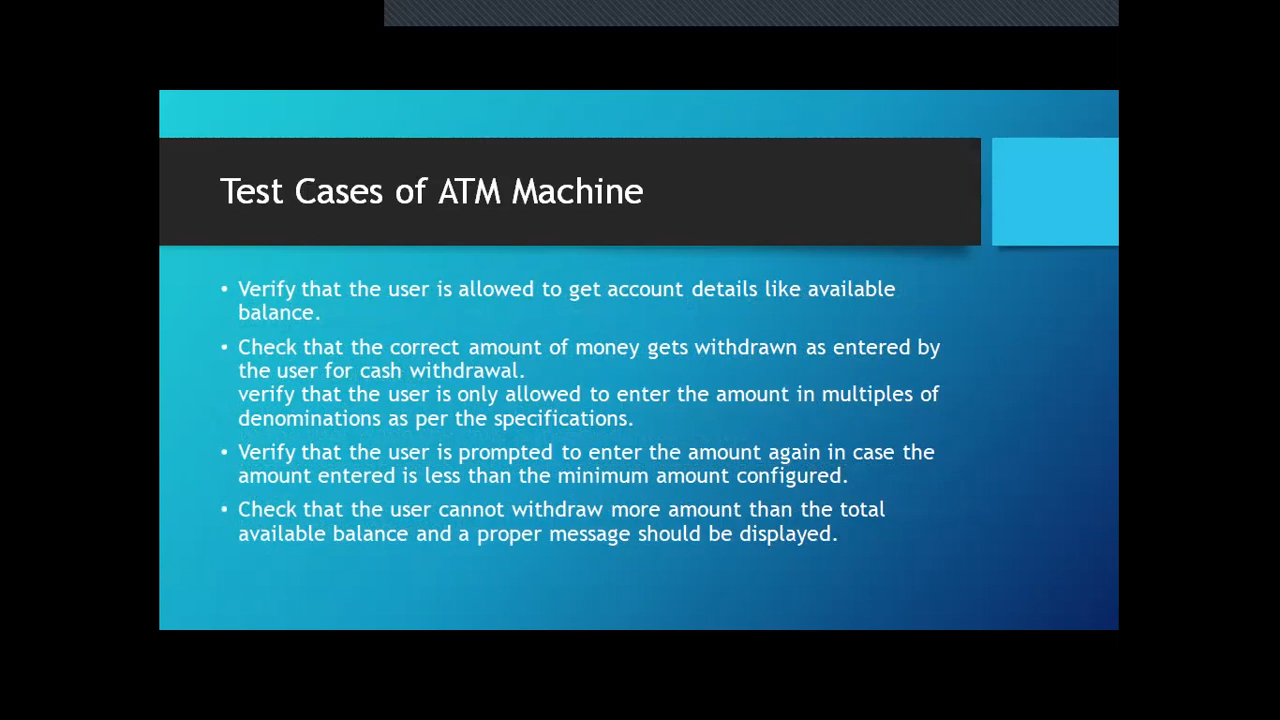 Test Cases of ATM Machine
• Verify that the user is allowed to get account details like available
balance.
• Check that the correct amount of money gets withdrawn as entered by
the user for cash withdrawal.
verify that the user is only allowed to enter the amount in multiples of
denominations as per the specifications.
• Verify that the user is prompted to enter the amount again in case the
amount entered is less than the minimum amount configured.
• Check that the user cannot withdraw more amount than the total
available balance and a proper message should be displayed.